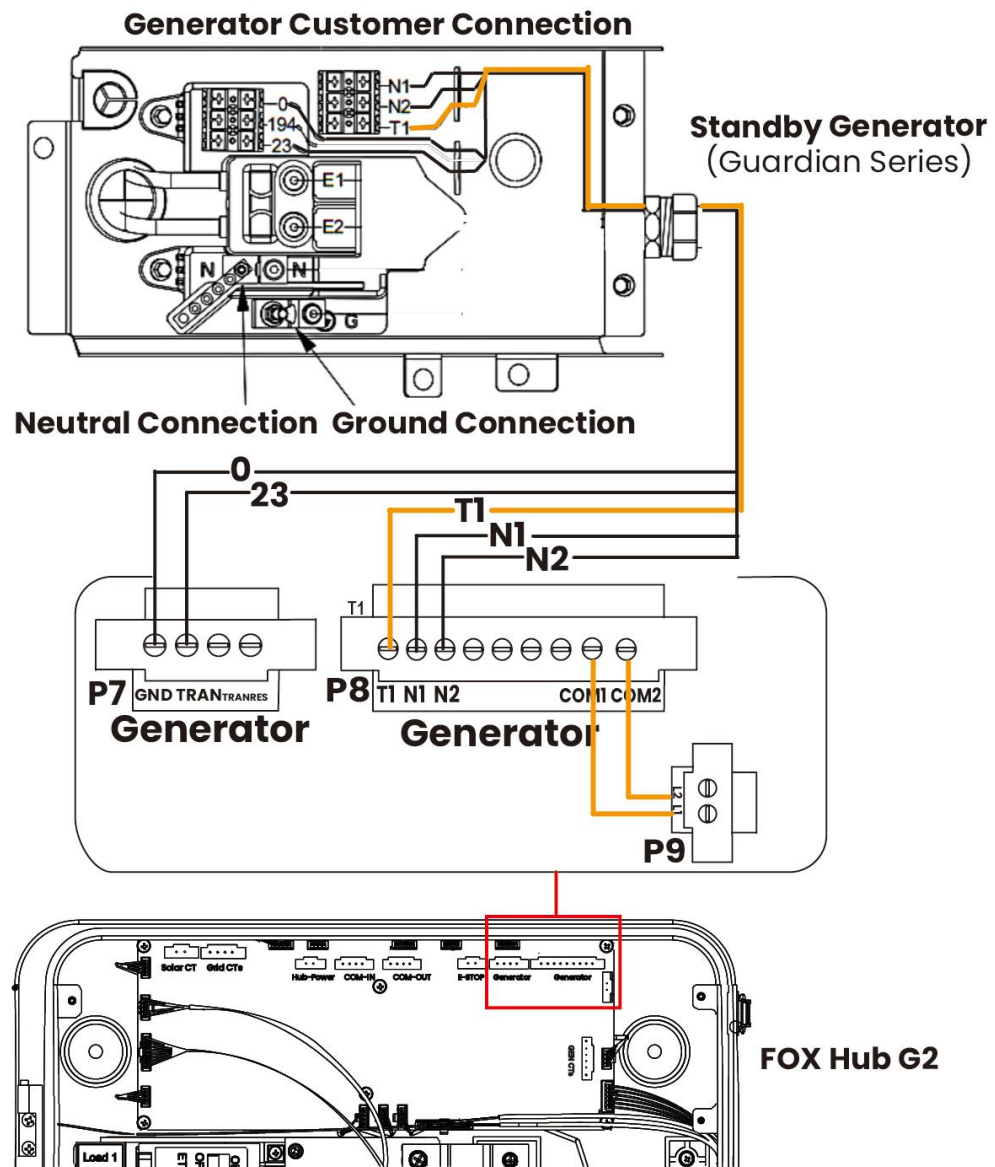 Generator Customer Connection
N1
N2
T1
0
194
23
E1
E2
N
N
G
Standby Generator
(Guardian Series)
Neutral Connection
Ground Connection
0
23
T1
N1
N2
T1
P7
GND TRAN TRANRES
Generator
P8
T1 N1 N2
COM1 COM2
Generator
L2
L1
P9
Solar CT
Grid CTs
Hub-Power
COM-IN
COM-OUT
E-STOP
Generator
Generator
GEN CTs
FOX Hub G2
Load 1